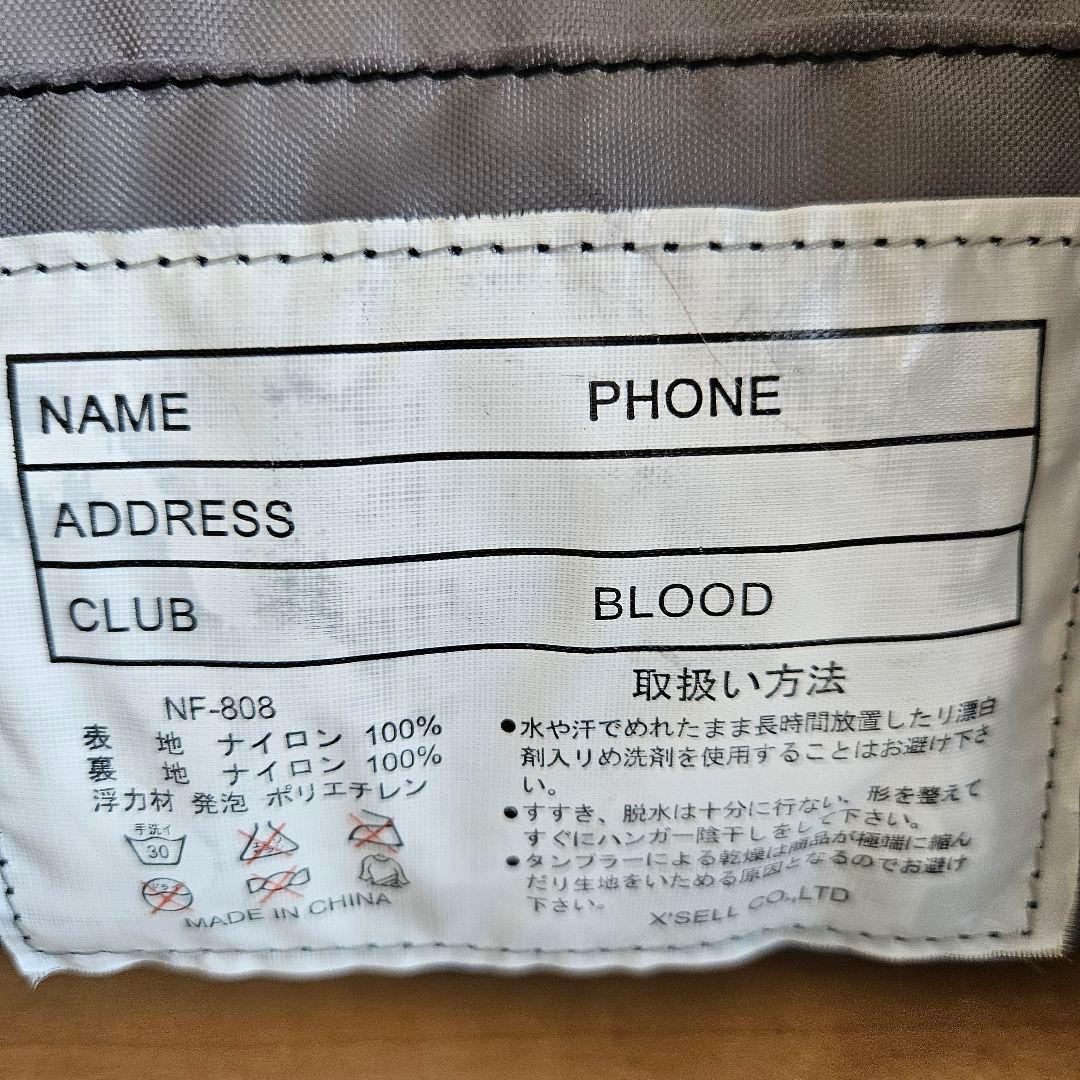 NAME PHONE
ADDRESS
CLUB BLOOD
NF-808
表 地 ナイロン 100%
裏 地 ナイロン 100%
浮力材 発泡 ポリエチレン
手洗イ
30
MADE IN CHINA
取扱い方法
●水や汗でめれたまま長時間放置したり漂白
剤入りめ洗剤を使用することはお避け下さ
い。
●すすき、脱水は十分に行ない、形を整えて
すぐにハンガー陰干しをして下さい。
●タンブラーによる乾燥は商品が極端に縮ん
だり生地をいためる原因となるのでお避け
下さい。
X'SELL CO.,LTD